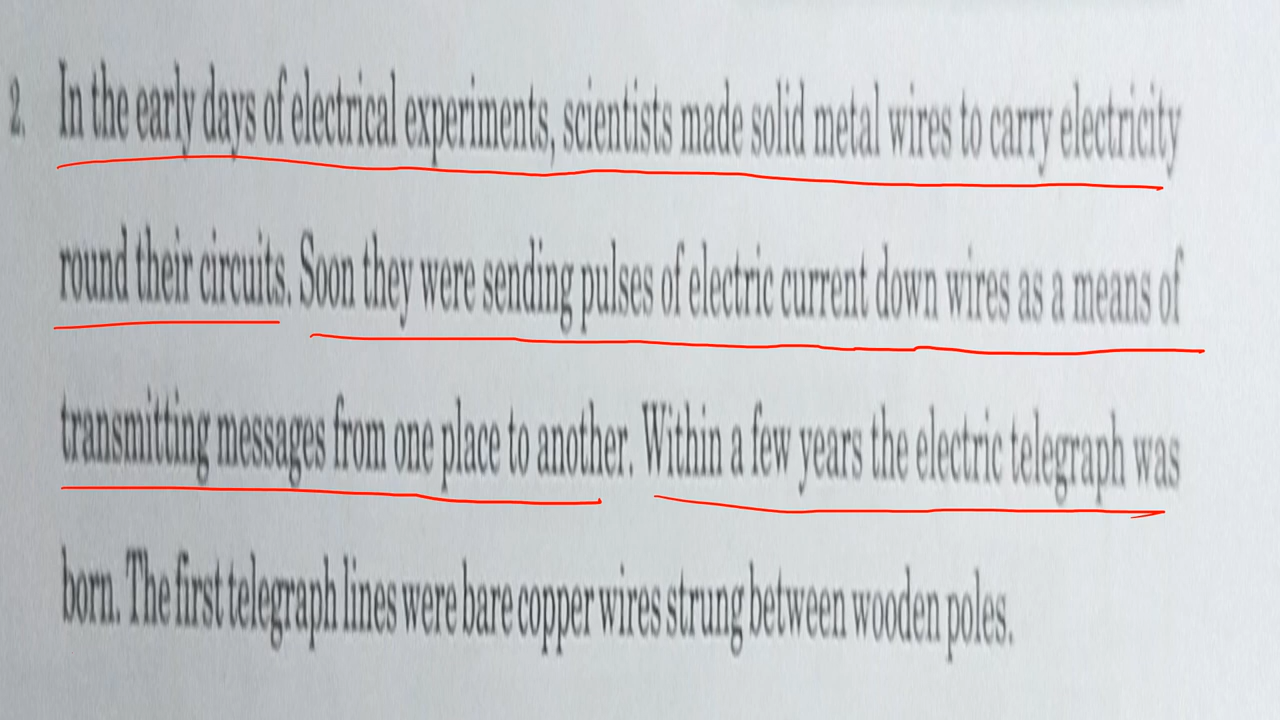 2. In the early days of electrical experiments, scientists made solid metal wires to carry electricity
round their circuits. Soon they were sending pulses of electric current down wires as a means of
transmitting messages from one place to another. Within a few years the electric telegraph was
born. The first telegraph lines were bare copper wires strung between wooden poles.